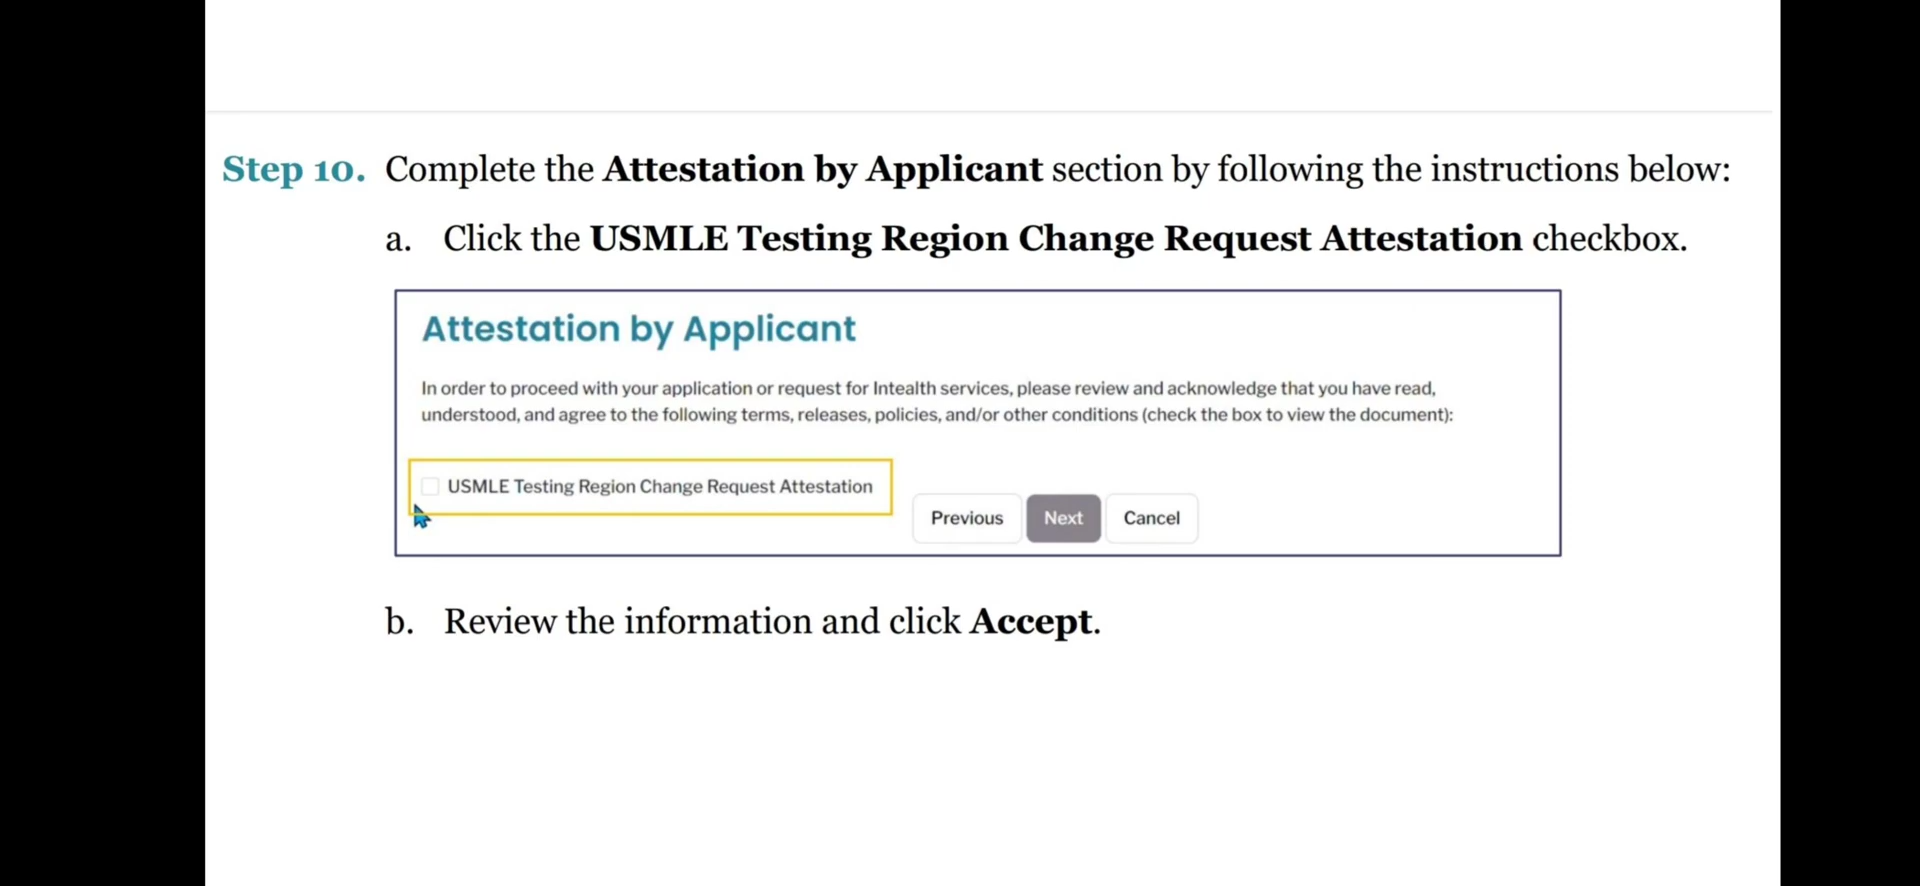 Step 10. Complete the Attestation by Applicant section by following the instructions below:
a. Click the USMLE Testing Region Change Request Attestation checkbox.
Attestation by Applicant
In order to proceed with your application or request for Intealth services, please review and acknowledge that you have read,
understood, and agree to the following terms, releases, policies, and/or other conditions (check the box to view the document):
USMLE Testing Region Change Request Attestation
Previous Next Cancel
b. Review the information and click Accept.